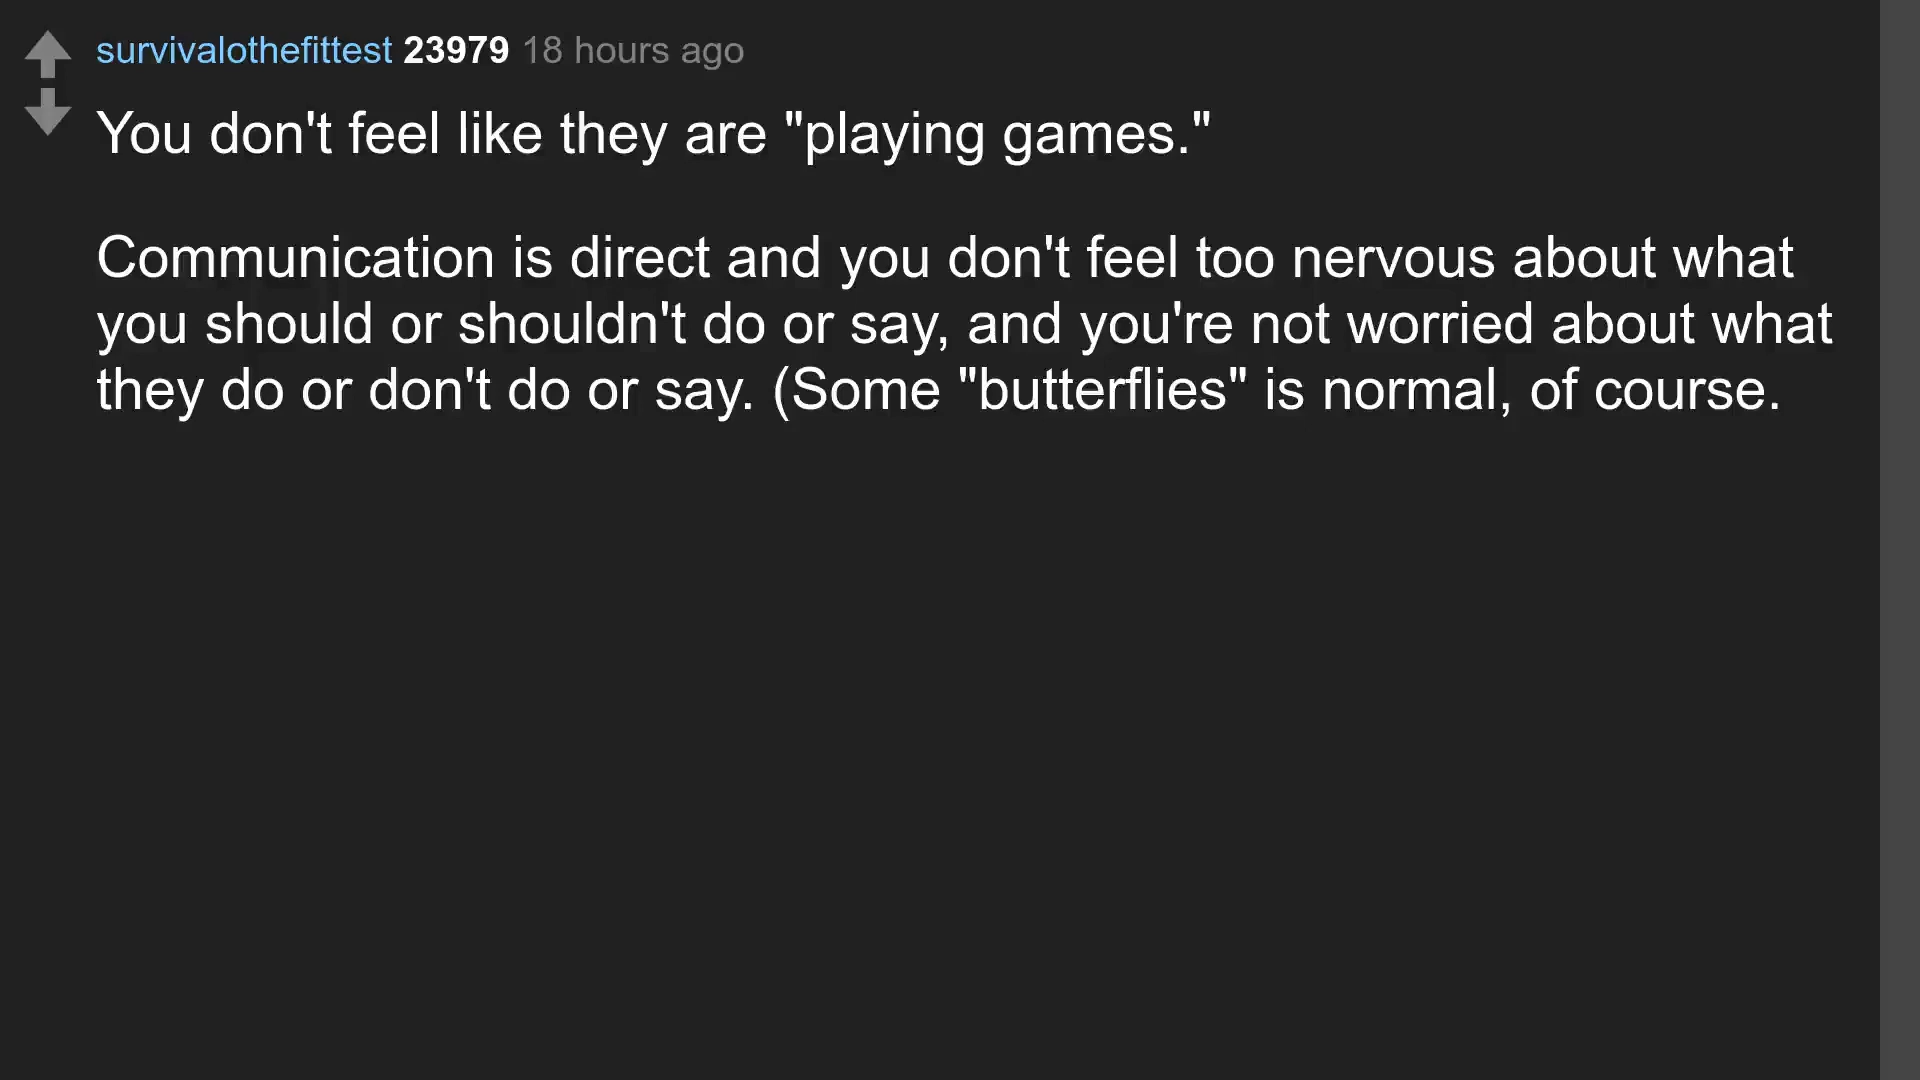 survivalothefittest 23979 18 hours ago
You don't feel like they are "playing games."
Communication is direct and you don't feel too nervous about what
you should or shouldn't do or say, and you're not worried about what
they do or don't do or say. (Some "butterflies" is normal, of course.